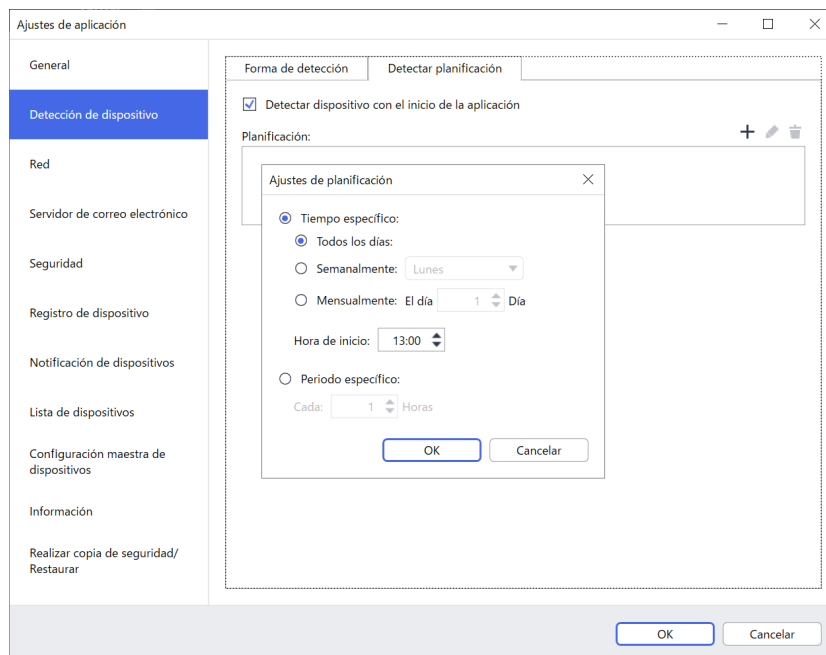 Ajustes de aplicación
General
Detección de dispositivo
Red
Servidor de correo electrónico
Seguridad
Registro de dispositivo
Notificación de dispositivos
Lista de dispositivos
Configuración maestra de
dispositivos
Información
Realizar copia de seguridad/
Restaurar
Forma de detección
Detectar planificación
Detectar dispositivo con el inicio de la aplicación
Planificación:
Ajustes de planificación
Tiempo específico:
Todos los días:
Semanalmente: Lunes
Mensualmente: El día 1 Día
Hora de inicio: 13:00
Periodo específico:
Cada: 1 Horas
OK Cancelar
OK Cancelar